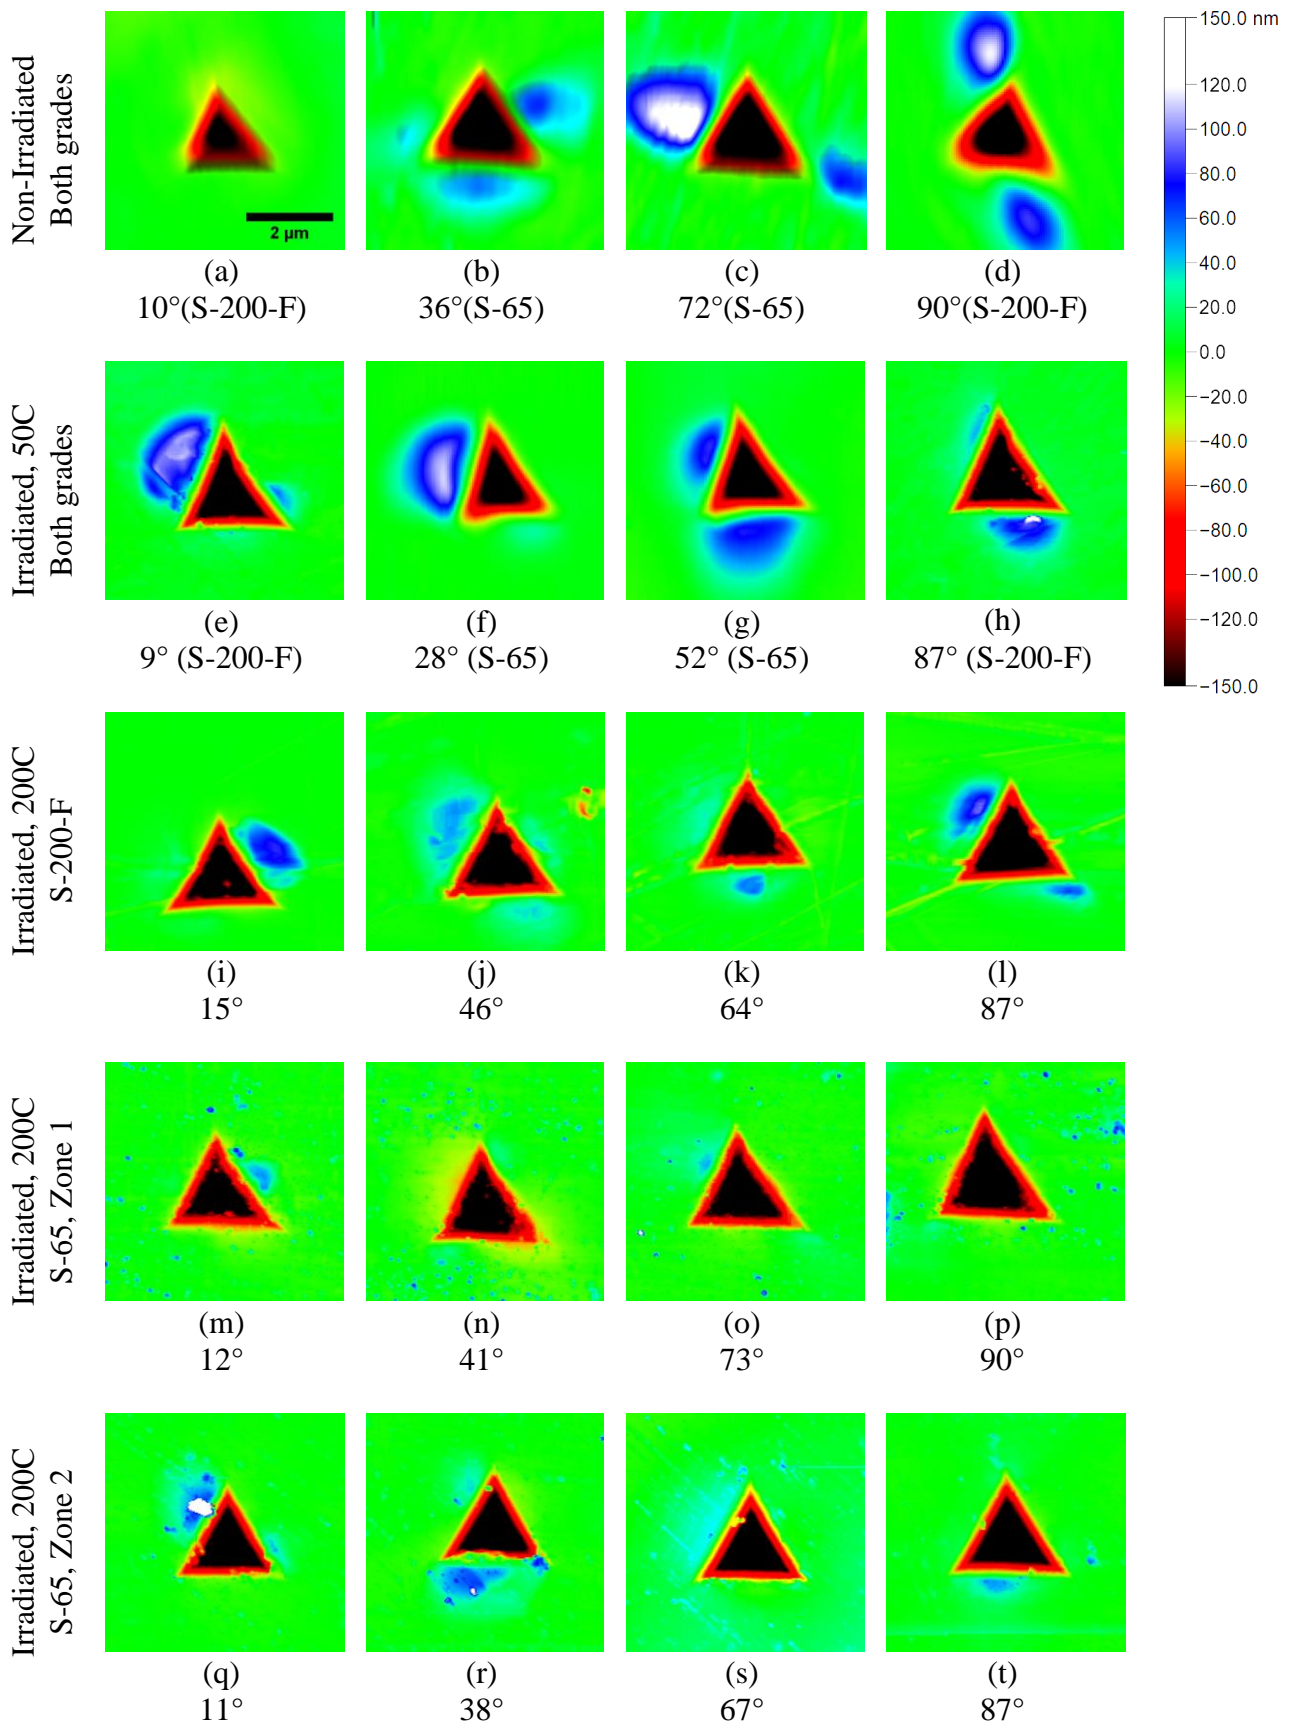 Non-Irradiated
Both grades
2 µm
(a)
10°(S-200-F)
(b)
36°(S-65)
(c)
72°(S-65)
(d)
90°(S-200-F)
150.0 nm
120.0
100.0
80.0
60.0
40.0
20.0
0.0
−20.0
−40.0
−60.0
−80.0
−100.0
−120.0
−150.0
Irradiated, 50C
Both grades
(e)
9° (S-200-F)
(f)
28° (S-65)
(g)
52° (S-65)
(h)
87° (S-200-F)
Irradiated, 200C
S-200-F
(i)
15°
(j)
46°
(k)
64°
(l)
87°
Irradiated, 200C
S-65, Zone 1
(m)
12°
(n)
41°
(o)
73°
(p)
90°
Irradiated, 200C
S-65, Zone 2
(q)
11°
(r)
38°
(s)
67°
(t)
87°